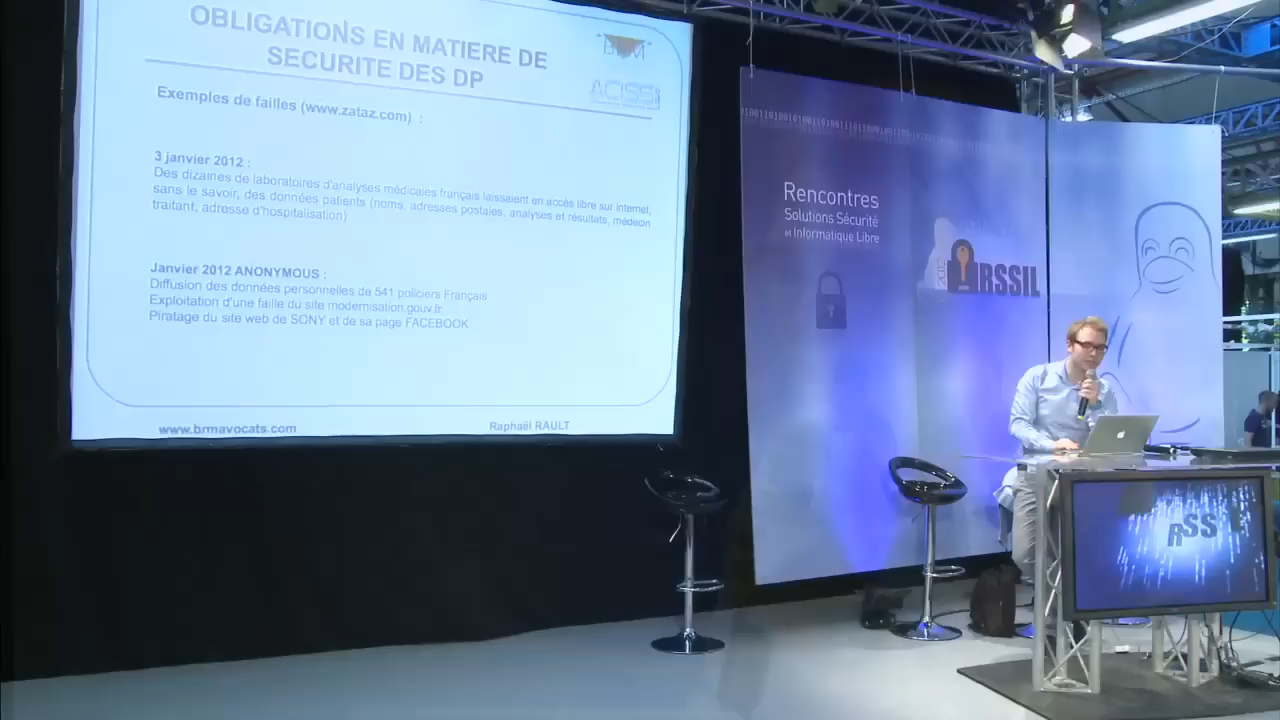 OBLIGATIONS EN MATIERE DE
SECURITE DES DP
BRM
ACISSI
Exemples de failles (www.zataz.com) :
3 janvier 2012 :
Des dizaines de laboratoires d'analyses médicales français laissaient en accès libre sur internet,
sans le savoir, des données patients (noms, adresses postales, analyses et résultats, médecin
traitant, adresse d'hospitalisation)
Janvier 2012 ANONYMOUS :
Diffusion des données personnelles de 541 policiers Français
Exploitation d'une faille du site modernisation.gouv.fr
Piratage du site web de SONY et de sa page FACEBOOK
www.brmavocats.com
Raphaël RAULT
Rencontres
Solutions Sécurité
et Informatique Libre
RSSIL
RSS